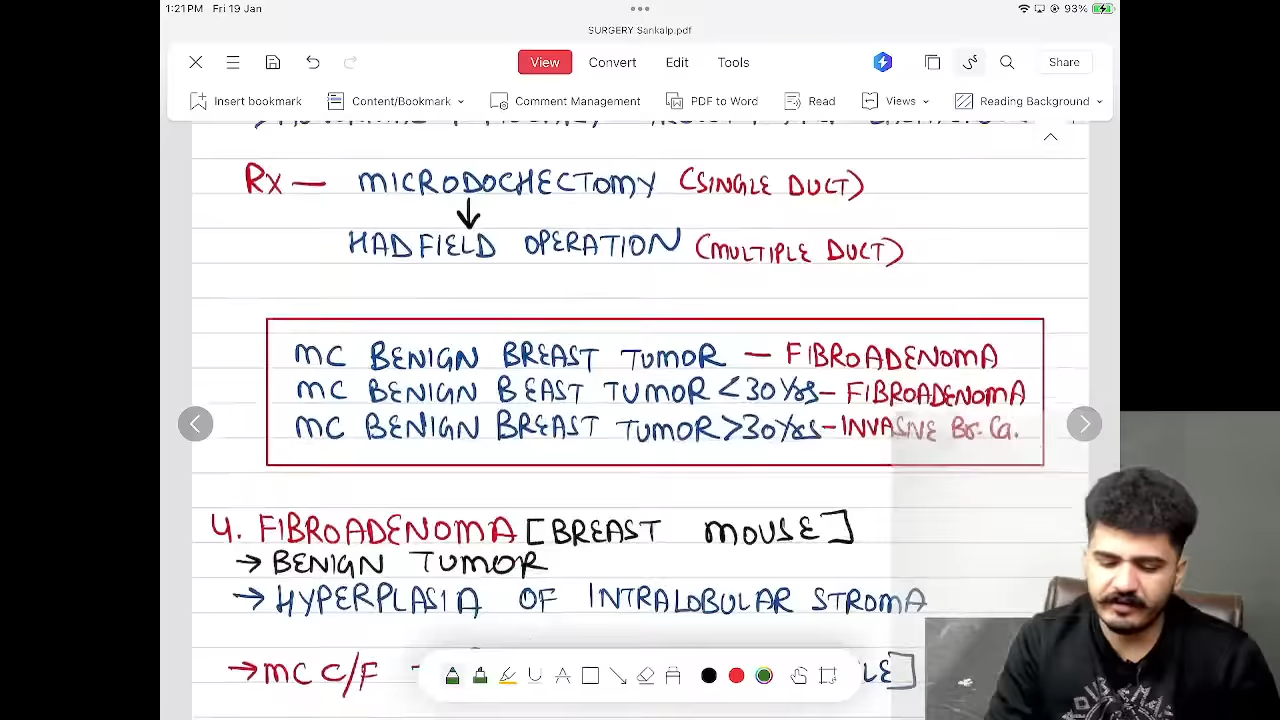 1:21PM Fri 19 Jan
93%
SURGERY Sankalp.pdf
View Convert Edit Tools Share
Insert bookmark Content/Bookmark Comment Management PDF to Word Read Views Reading Background
Rx — MICRODOCHECTOMY (SINGLE DUCT)
↓
HADFIELD OPERATION (MULTIPLE DUCT)
MC BENIGN BREAST TUMOR — FIBROADENOMA
MC BENIGN BEAST TUMOR <30 Yrs– FIBROADENOMA
MC BENIGN BREAST TUMOR >30 Yrs–INVASIVE Br. Ca.
4. FIBROADENOMA [BREAST MOUSE]
→ BENIGN TUMOR
→ HYPERPLASIA OF INTRALOBULAR STROMA
→ MC C/F -